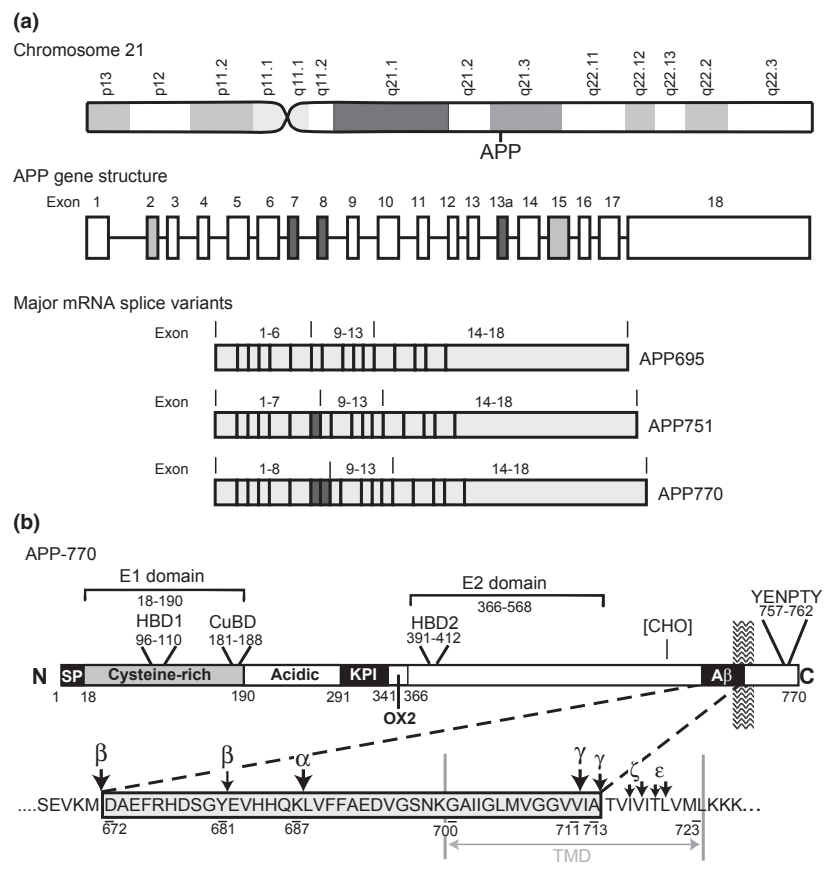 (a)
Chromosome 21
p13 p12 p11.2 p11.1 q11.1 q11.2 q21.1 q21.2 q21.3 q22.11 q22.12 q22.13 q22.2 q22.3
APP
APP gene structure
Exon 1 2 3 4 5 6 7 8 9 10 11 12 13 13a 14 15 16 17 18
Major mRNA splice variants
Exon 1-6 9-13 14-18
APP695
Exon 1-7 9-13 14-18
APP751
Exon 1-8 9-13 14-18
APP770
(b)
APP-770
E1 domain
18-190
HBD1 CuBD
96-110 181-188
E2 domain
366-568
HBD2
391-412
[CHO]
YENPTY
757-762
N SP Cysteine-rich Acidic KPI Aβ C
1 18 190 291 341 366 770
OX2
β β α γ γ ζ ε
....SEVKMDAEFRHDSGYEVHHQKLVFFAEDVGSNKGAIIGLMVGGVVIATVIVITLVMLKKK...
672 681 687 700 711 713 723
TMD